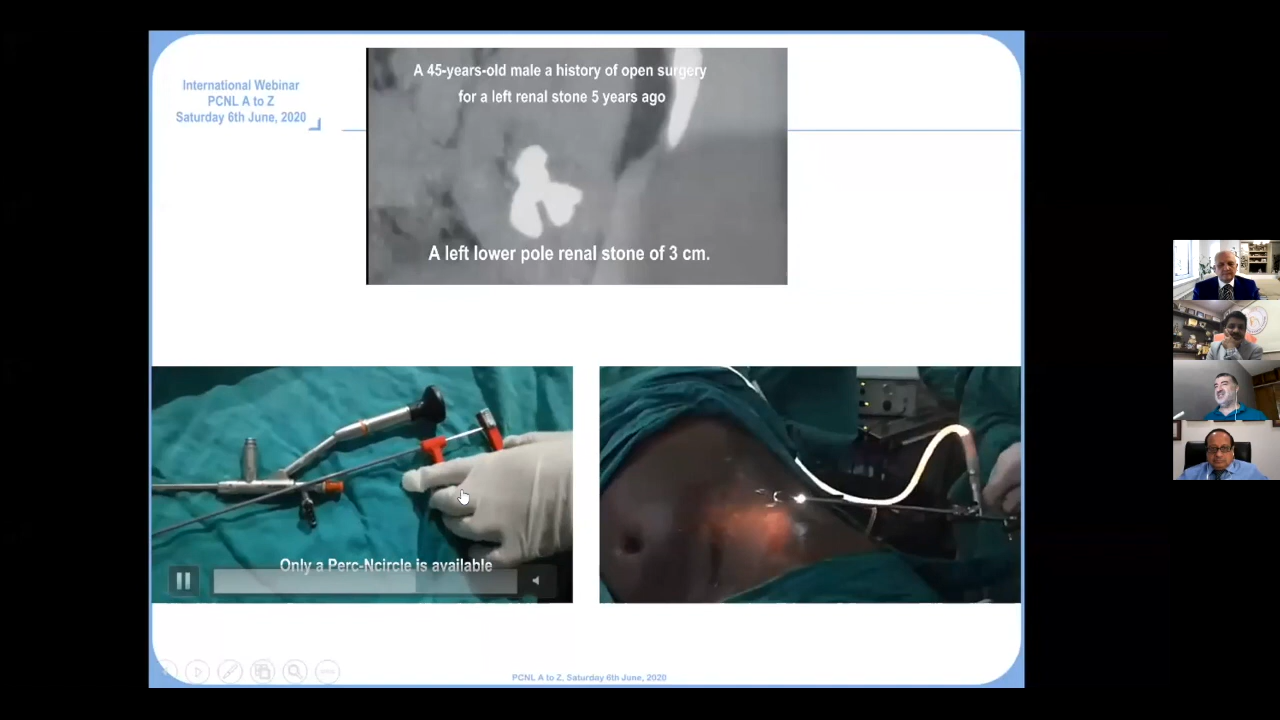 International Webinar
PCNL A to Z
Saturday 6th June, 2020
A 45-years-old male a history of open surgery
for a left renal stone 5 years ago
A left lower pole renal stone of 3 cm.
Only a Perc-Ncircle is available
PCNL A to Z, Saturday 6th June, 2020